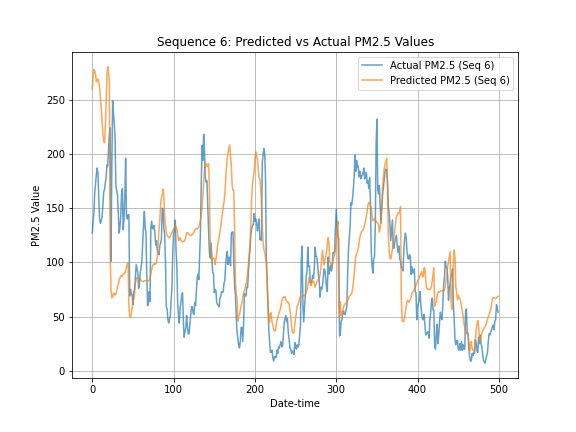 Sequence 6: Predicted vs Actual PM2.5 Values
Actual PM2.5 (Seq 6)
Predicted PM2.5 (Seq 6)
PM2.5 Value
250
200
150
100
50
0
0 100 200 300 400 500
Date-time